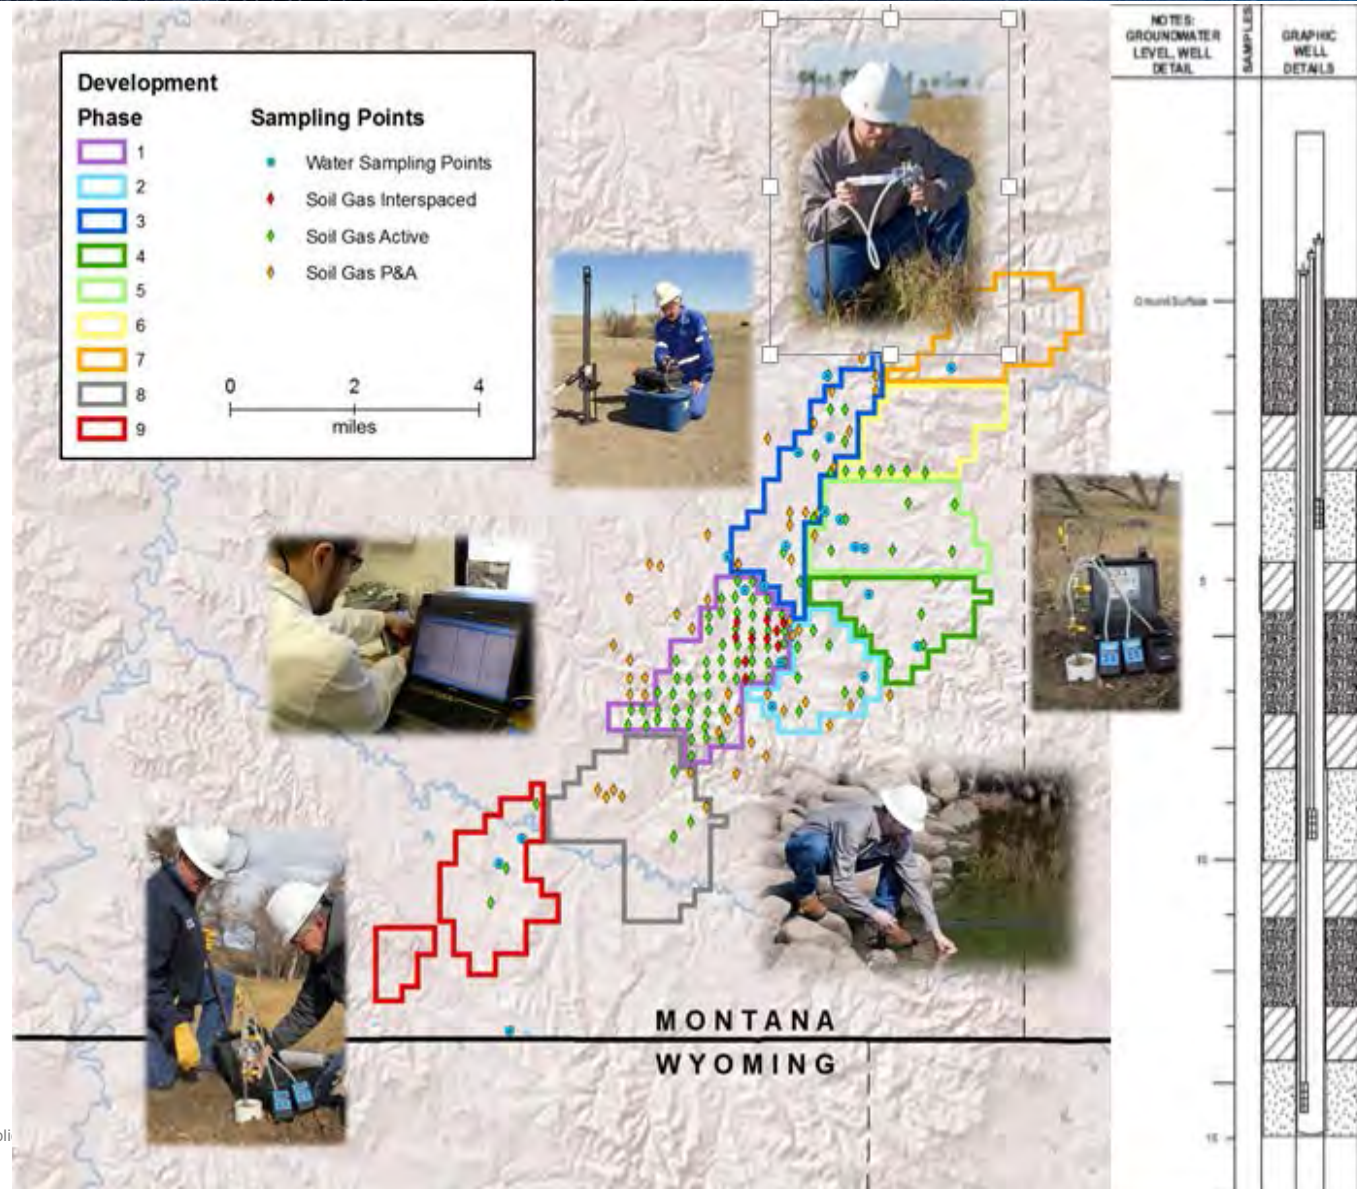 Development
Phase
1
2
3
4
5
6
7
8
9
Sampling Points
Water Sampling Points
Soil Gas Interspaced
Soil Gas Active
Soil Gas P&A
0 2 4
miles
MONTANA
WYOMING
NOTES:
GROUNDWATER
LEVEL, WELL
DETAIL
SAMPLES
GRAPHIC
WELL
DETAILS
Ground Surface
5
10
15